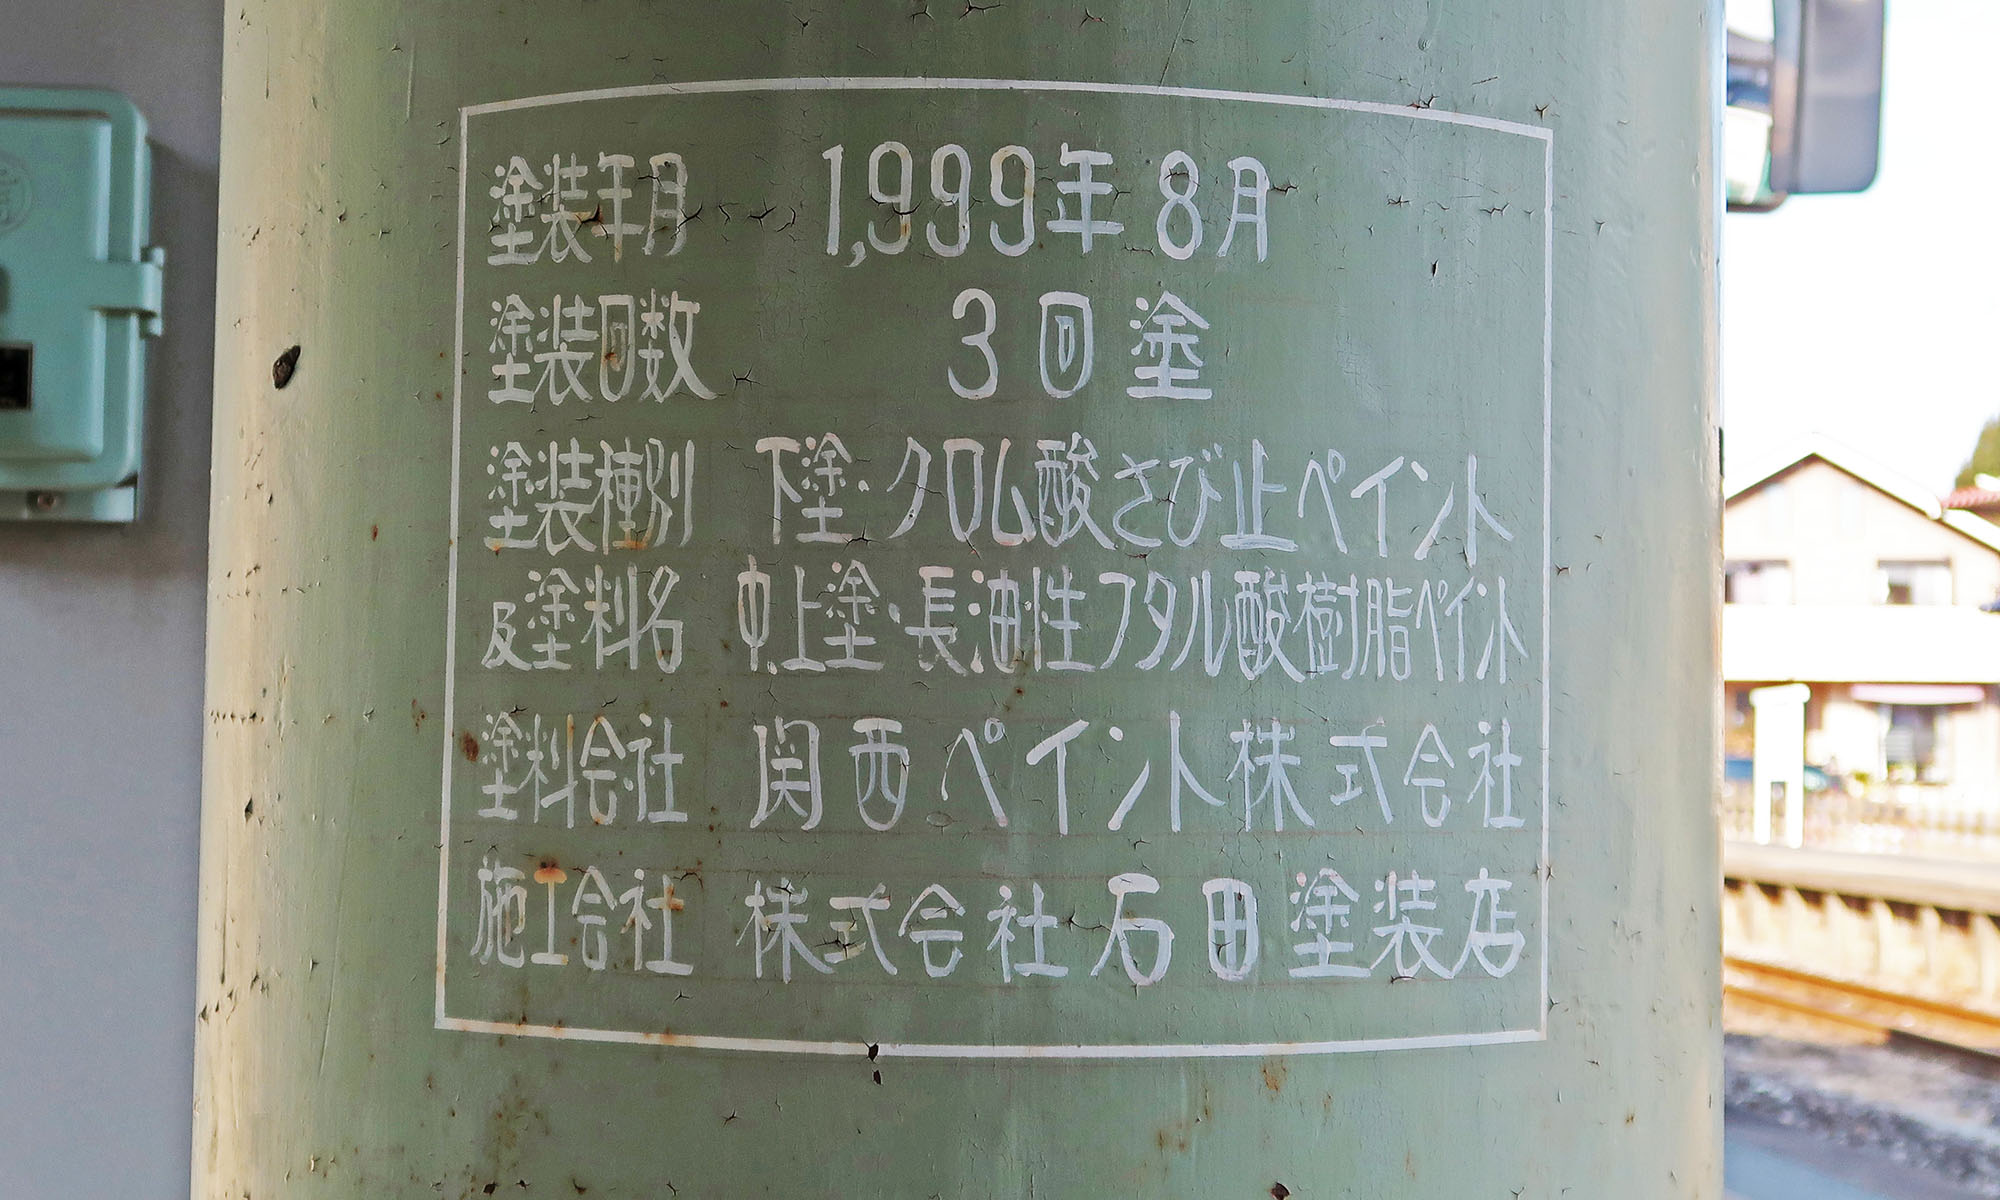 塗装年月 1,999年8月
塗装回数 3回塗
塗装種別 下塗・クロム酸さび止ペイント
及塗料名 中上塗・長油性フタル酸樹脂ペイント
塗料会社 関西ペイント株式会社
施工会社 株式会社石田塗装店